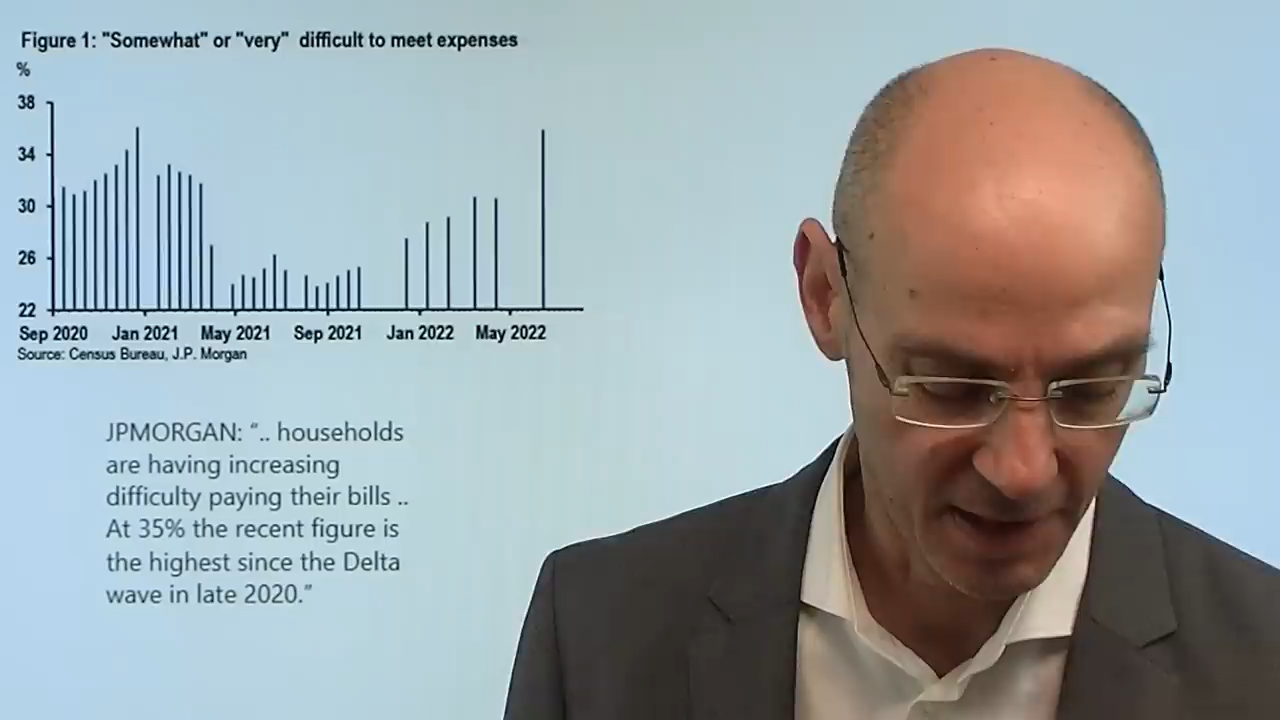 Figure 1: "Somewhat" or "very" difficult to meet expenses
%
38
34
30
26
22
Sep 2020 Jan 2021 May 2021 Sep 2021 Jan 2022 May 2022
Source: Census Bureau, J.P. Morgan
JPMORGAN: “.. households
are having increasing
difficulty paying their bills ..
At 35% the recent figure is
the highest since the Delta
wave in late 2020.”